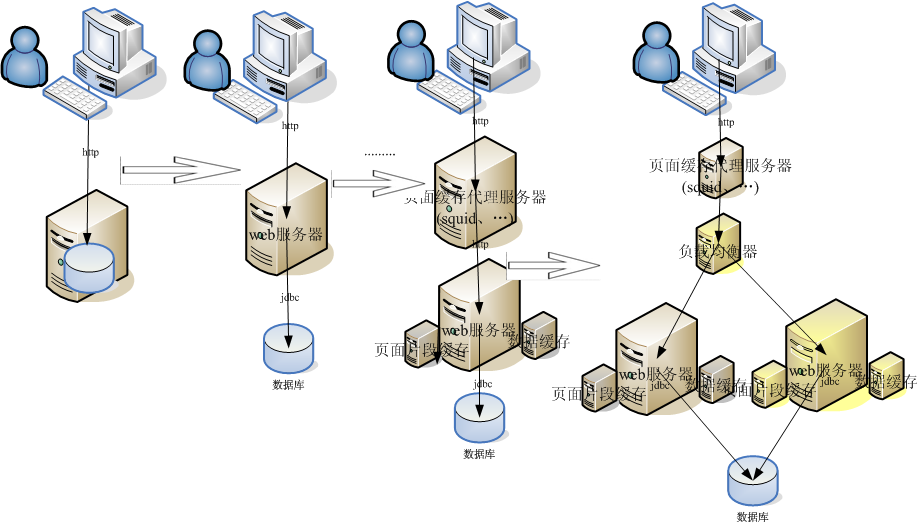 http
http
web服务器
jdbc
数据库
………
http
页面缓存代理服务器
(squid、…)
http
web服务器
页面片段缓存
数据缓存
jdbc
数据库
http
页面缓存代理服务器
(squid、…)
负载均衡器
web服务器
jdbc
页面片段缓存
数据缓存
web服务器
jdbc
页面片段缓存
数据缓存
数据库